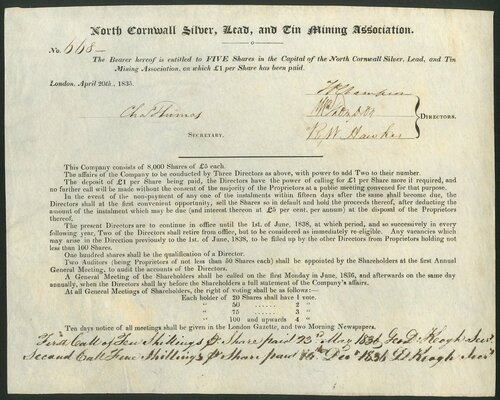 North Cornwall Silver, Lead, and Tin Mining Association.
No. 668
The Bearer hereof is entitled to FIVE Shares in the Capital of the North Cornwall Silver, Lead, and Tin
Mining Association, on which £1 per Share has been paid.
London, April 20th, 1835.
Chas Thomas
SECRETARY.
DIRECTORS.
This Company consists of 8,000 Shares of £5 each.
The affairs of the Company to be conducted by Three Directors as above, with power to add Two to their number.
The deposit of £1 per Share being paid, the Directors have the power of calling for £1 per Share more if required, and
no further call will be made without the consent of the majority of the Proprietors at a public meeting convened for that purpose.
In the event of the non-payment of any one of the instalments within fifteen days after the same shall become due, the
Directors shall at the first convenient opportunity, sell the Shares so in default and hold the proceeds thereof, after deducting the
amount of instalment which may be due (and interest thereon at £5 per cent. per annum) at the disposal of the Proprietors
thereof.
The present Directors are to continue in office until the 1st. of June, 1838, at which period, and so successively in every
following year, Two of the Directors shall retire from office, but be considered as immediately re-eligible. Any vacancies which
may arise in the Direction previously to the 1st. of June, 1838, to be filled up by the other Directors from Proprietors holding not
less than 100 Shares.
One hundred shares shall be the qualification of a Director.
Two Auditors (being Proprietors of not less than 50 Shares each) shall be appointed by the Shareholders at the first Annual
General Meeting, to audit the accounts of the Directors.
A General Meeting of the Shareholders shall be called on the first Monday in June, 1836, and afterwards on the same day
annually, when the Directors shall lay before the Shareholders a full statement of the Company's affairs.
At all General Meetings of Shareholders, the right of voting shall be as follows:—
Each holder of 20 Shares shall have 1 vote.
" 50 ...... 2 "
" 75 ...... 3 "
" 100 and upwards 4 "
Ten days notice of all meetings shall be given in the London Gazette, and two Morning Newspapers.
First Call of Ten Shillings Pr Share paid 23rd May 1836 Geo D Keogh Secry
Second Call Five Shillings Pr Share paid Decr 1836 D Keogh Secry